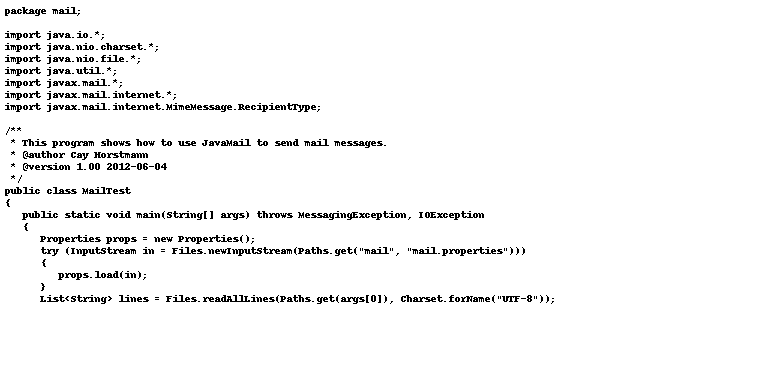 package mail;

import java.io.*;
import java.nio.charset.*;
import java.nio.file.*;
import java.util.*;
import javax.mail.*;
import javax.mail.internet.*;
import javax.mail.internet.MimeMessage.RecipientType;

/**
 * This program shows how to use JavaMail to send mail messages.
 * @author Cay Horstmann
 * @version 1.00 2012-06-04
 */
public class MailTest
{
   public static void main(String[] args) throws MessagingException, IOException
   {
      Properties props = new Properties();
      try (InputStream in = Files.newInputStream(Paths.get("mail", "mail.properties")))
      {
         props.load(in);
      }
      List<String> lines = Files.readAllLines(Paths.get(args[0]), Charset.forName("UTF-8"));